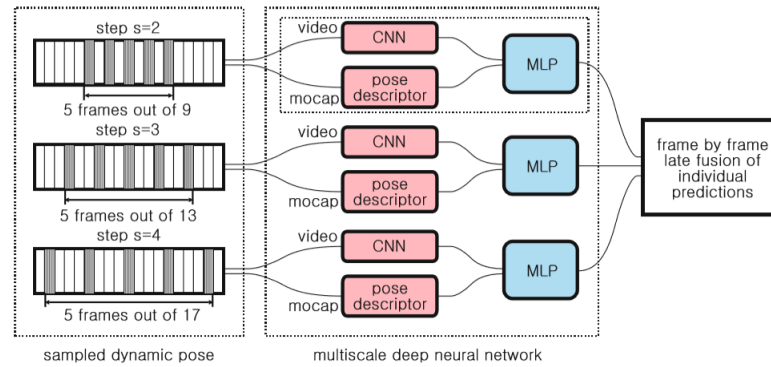 step s=2
5 frames out of 9
step s=3
5 frames out of 13
step s=4
5 frames out of 17
sampled dynamic pose
video
CNN
mocap
pose
descriptor
MLP
video
CNN
mocap
pose
descriptor
MLP
video
CNN
mocap
pose
descriptor
MLP
multiscale deep neural network
frame by frame
late fusion of
individual
predictions